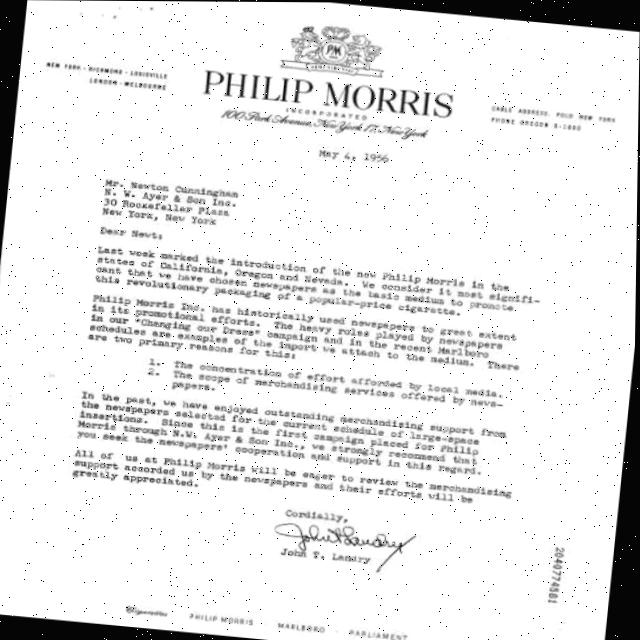 PM
NEW YORK - RICHMOND - LOUISVILLE
LONDON - MELBOURNE
PHILIP MORRIS
INCORPORATED
100 Park Avenue, New York 17, New York
CABLE ADDRESS, POLO NEW YORK
PHONE OREGON 9-1800
May 4, 1956
Mr. Newton Cunningham
N. W. Ayer & Son Inc.
30 Rockefeller Plaza
New York, New York
Dear Newt:
Last week marked the introduction of the new Philip Morris in the
states of California, Oregon and Nevada. We consider it most signifi-
cant that we have chosen newspapers as the basic medium to promote
this revolutionary packaging of a popular-price cigarette.
Philip Morris Inc. has historically used newspapers to great extent
in its promotional efforts. The heavy roles played by newspapers
in our "Changing our Dress" campaign and in the recent Marlboro
schedules are examples of the import we attach to the medium. There
are two primary reasons for this:
1. The concentration of effort afforded by local media.
2. The scope of merchandising services offered by news-
papers.
In the past, we have enjoyed outstanding merchandising support from
the newspapers selected for the current schedule of large-space
insertions. Since this is the first campaign placed for Philip
Morris through N.W. Ayer & Son Inc., we strongly recommend that
you seek the newspapers' cooperation and support in this regard.
All of us at Philip Morris will be eager to review the merchandising
support accorded us by the newspapers and their efforts will be
greatly appreciated.
Cordially,
John T. Landry
John T. Landry
2040774581
PHILIP MORRIS
MARLBORO
PARLIAMENT